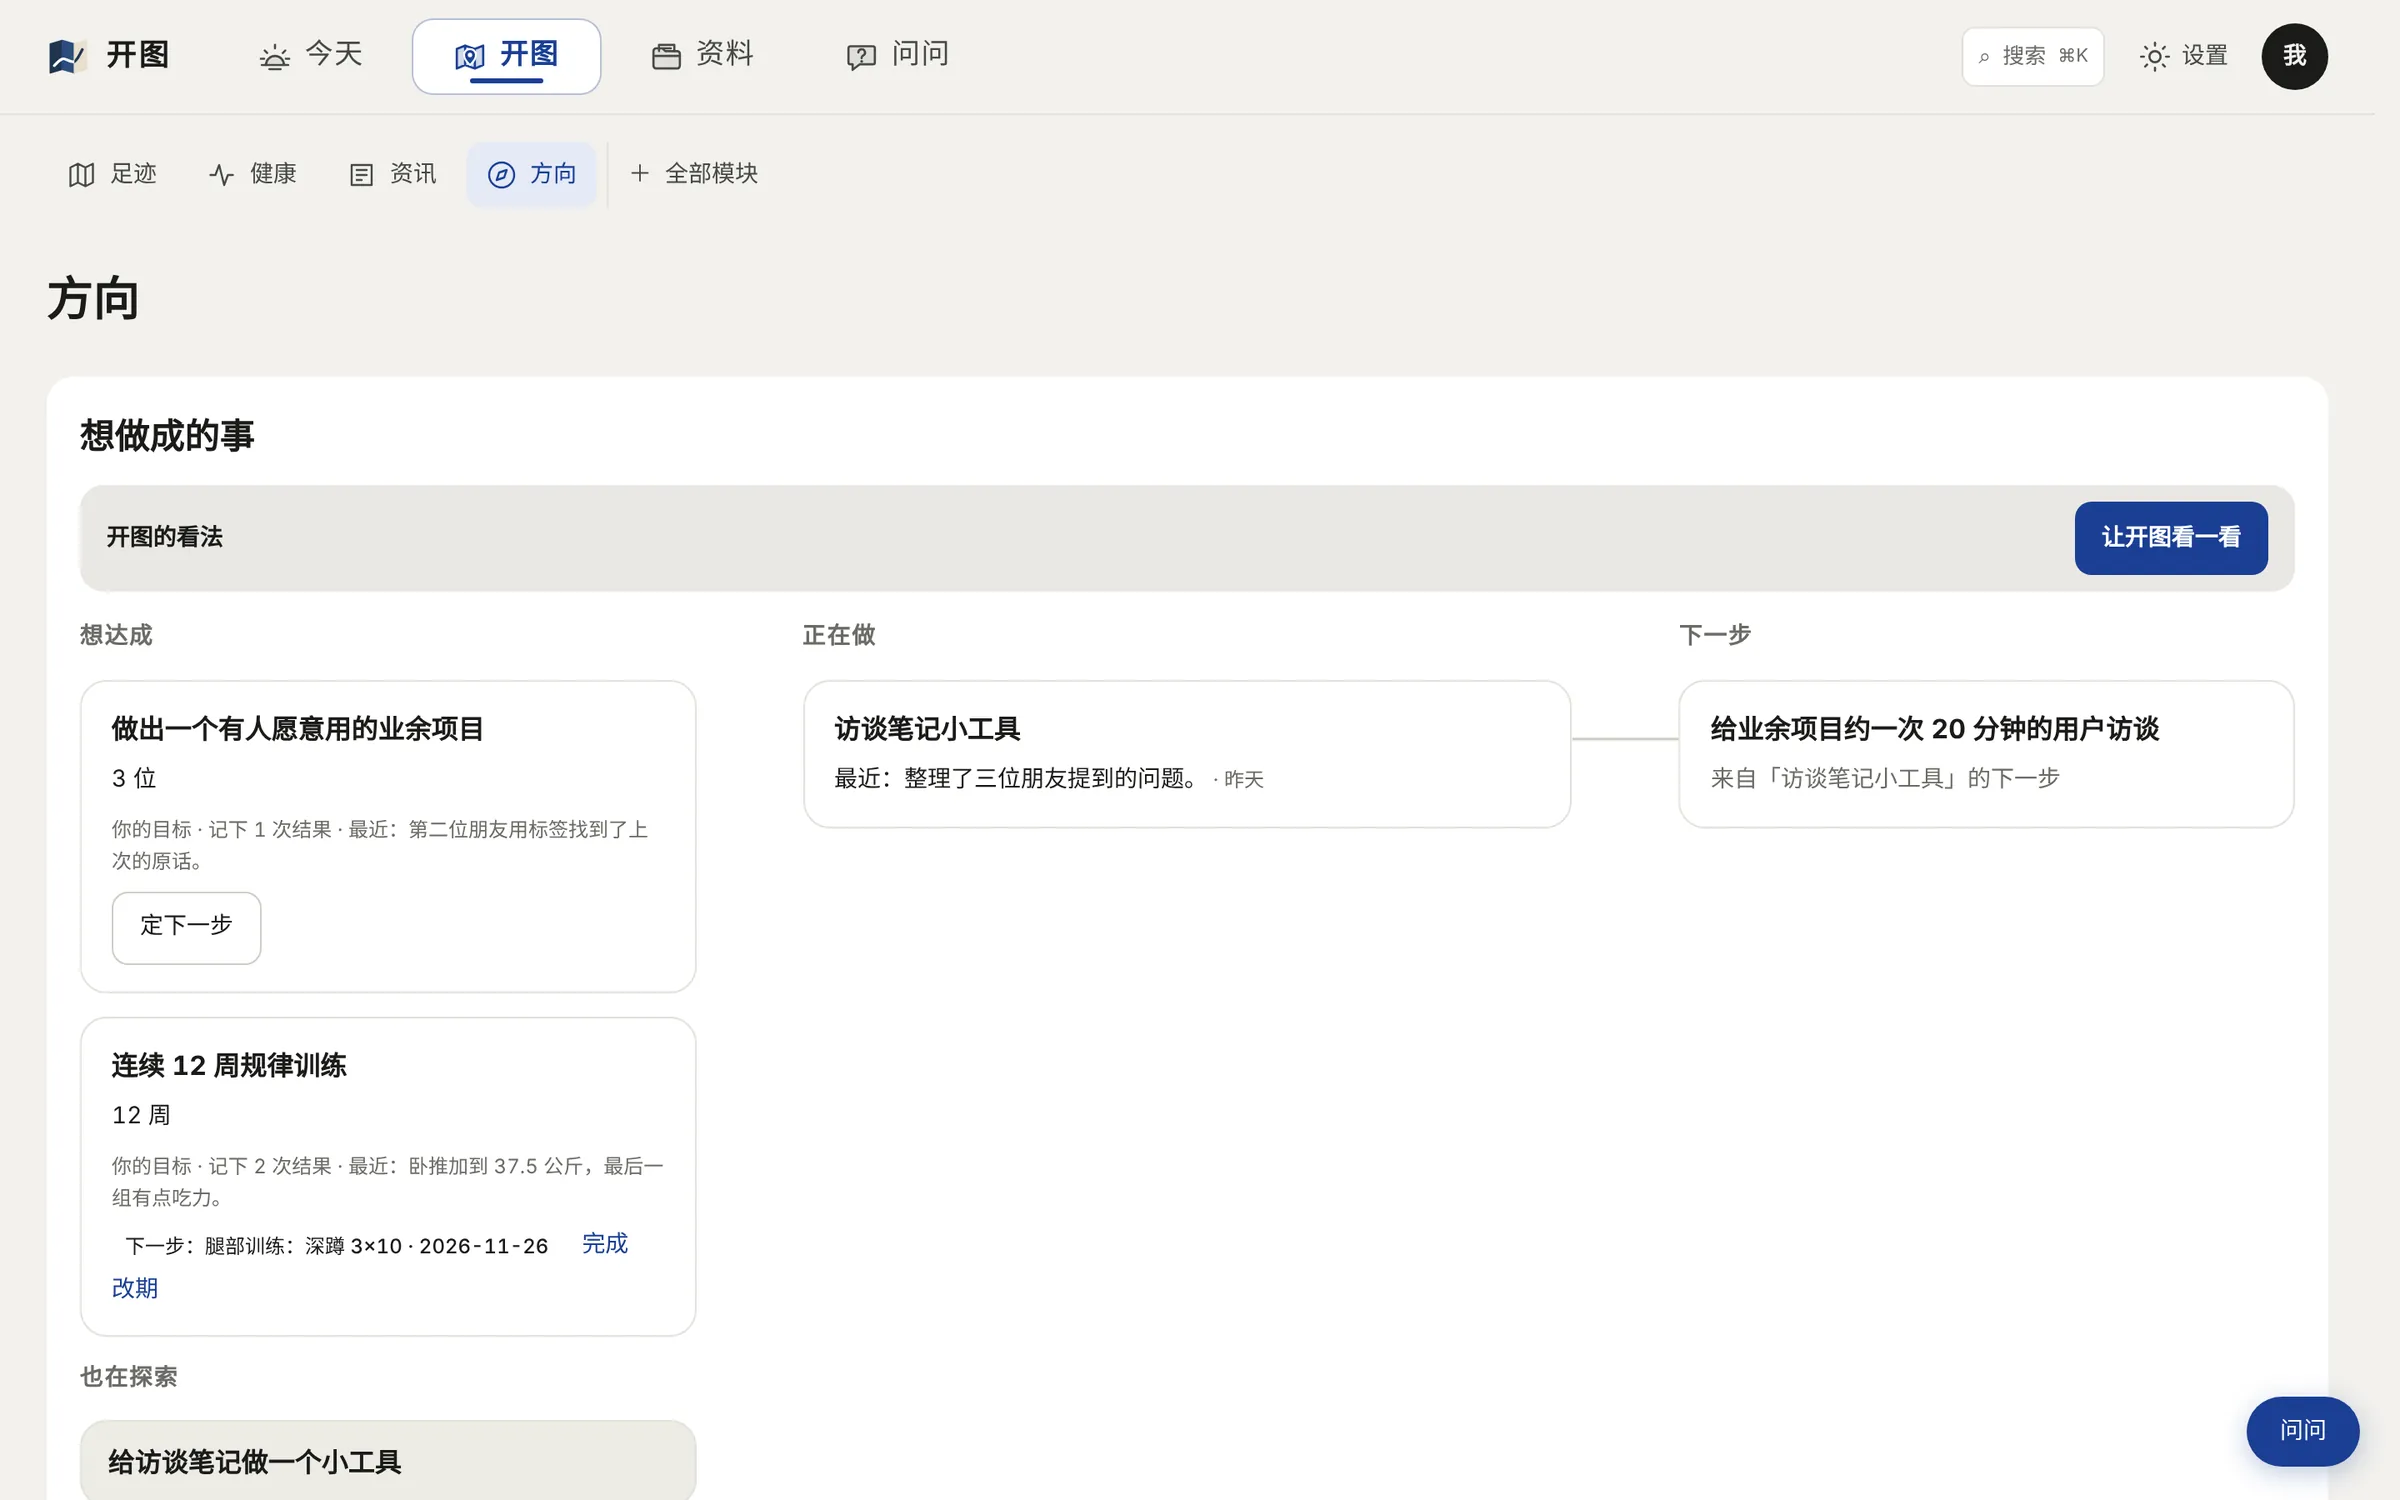 开图
今天
开图
资料
问问
搜索 ⌘K
设置
我
足迹
健康
资讯
方向
+ 全部模块
方向
想做成的事
开图的看法
让开图看一看
想达成
正在做
下一步
做出一个有人愿意用的业余项目
3 位
你的目标 · 记下 1 次结果 · 最近：第二位朋友用标签找到了上
次的原话。
定下一步
访谈笔记小工具
最近：整理了三位朋友提到的问题。 · 昨天
给业余项目约一次 20 分钟的用户访谈
来自「访谈笔记小工具」的下一步
连续 12 周规律训练
12 周
你的目标 · 记下 2 次结果 · 最近：卧推加到 37.5 公斤，最后一
组有点吃力。
下一步：腿部训练：深蹲 3×10 · 2026-11-26 完成
改期
也在探索
给访谈笔记做一个小工具
问问